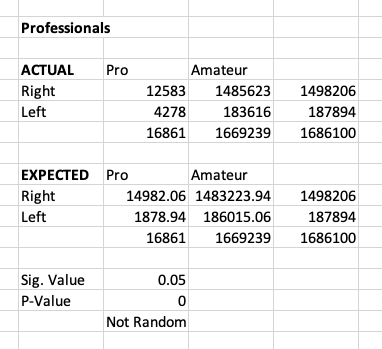 Professionals
ACTUAL Pro Amateur
Right 12583 1485623 1498206
Left 4278 183616 187894
16861 1669239 1686100
EXPECTED Pro Amateur
Right 14982.06 1483223.94 1498206
Left 1878.94 186015.06 187894
16861 1669239 1686100
Sig. Value 0.05
P-Value 0
Not Random